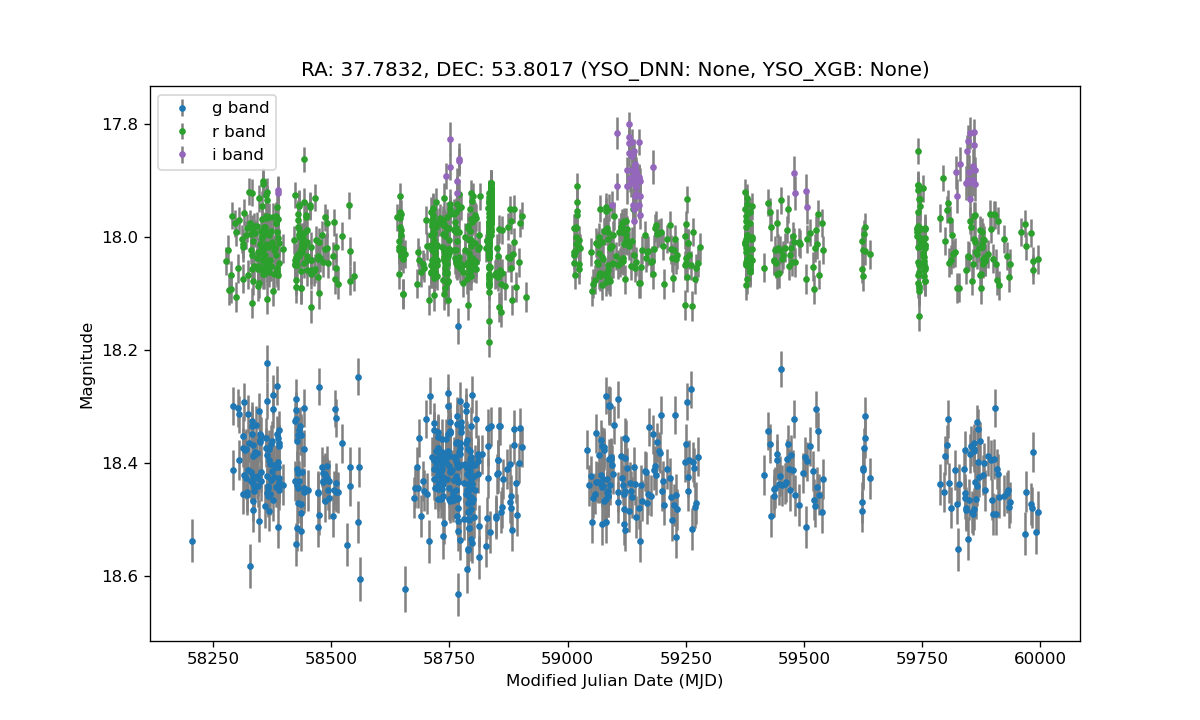 RA: 37.7832, DEC: 53.8017 (YSO_DNN: None, YSO_XGB: None)
g band
r band
i band
17.8
18.0
18.2
18.4
18.6
Magnitude
58250 58500 58750 59000 59250 59500 59750 60000
Modified Julian Date (MJD)